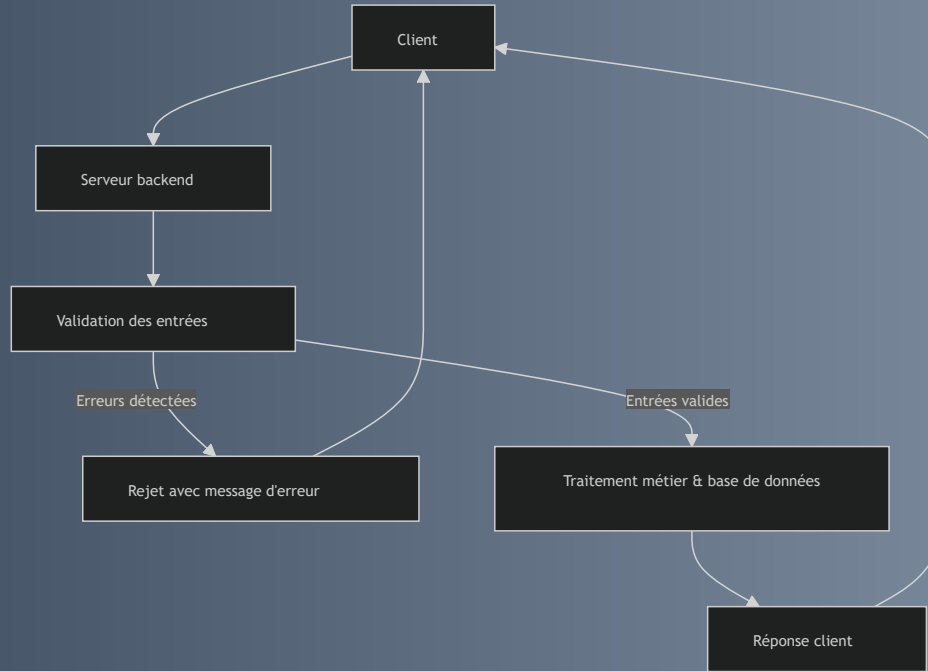 Client
Serveur backend
Validation des entrées
Erreurs détectées
Entrées valides
Traitement métier & base de données
Rejet avec message d'erreur
Réponse client